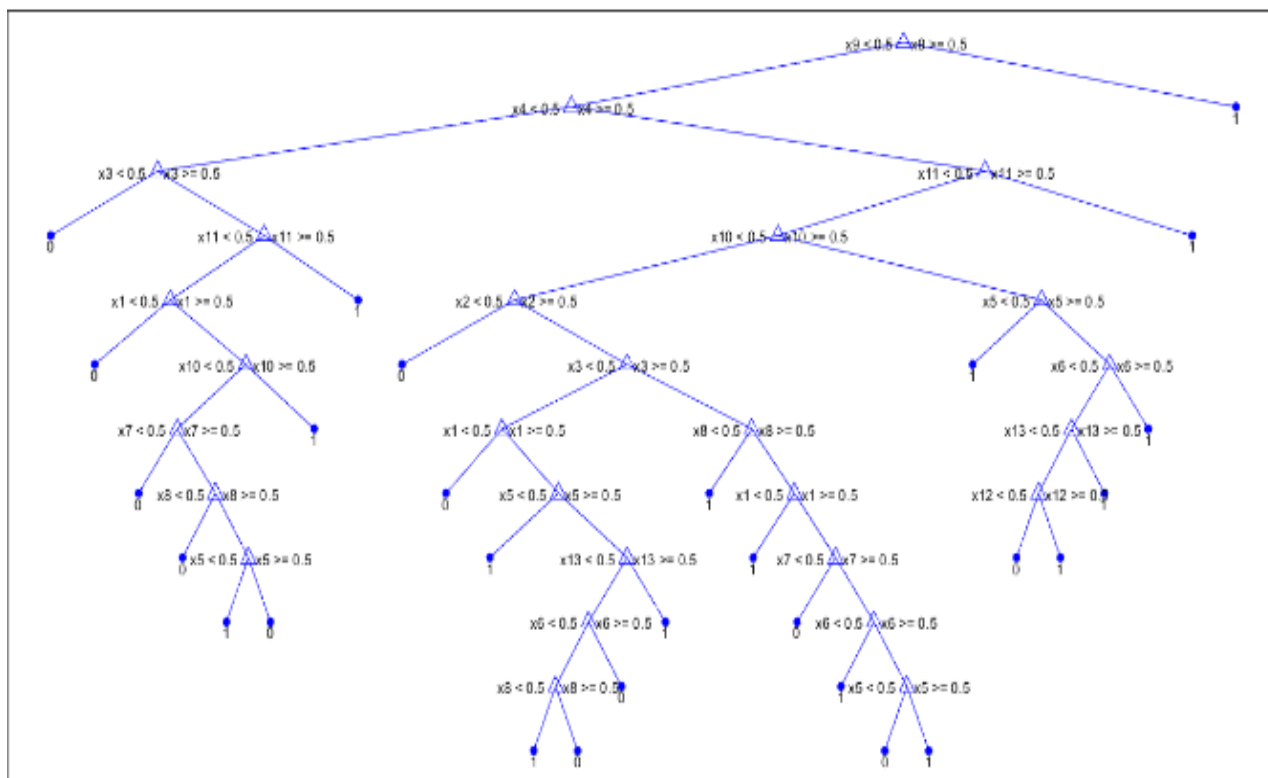 x9 < 0.5 x9 >= 0.5
x4 < 0.5 x4 >= 0.5
1
x3 < 0.5 x3 >= 0.5 x11 < 0.5 x11 >= 0.5
0 x11 < 0.5 x11 >= 0.5 x10 < 0.5 x10 >= 0.5 1
x1 < 0.5 x1 >= 0.5 1 x2 < 0.5 x2 >= 0.5 x5 < 0.5 x5 >= 0.5
0 x10 < 0.5 x10 >= 0.5 0 x3 < 0.5 x3 >= 0.5 1 x6 < 0.5 x6 >= 0.5
x7 < 0.5 x7 >= 0.5 1 x1 < 0.5 x1 >= 0.5 x8 < 0.5 x8 >= 0.5 x13 < 0.5 x13 >= 0.5 1
0 x8 < 0.5 x8 >= 0.5 0 x5 < 0.5 x5 >= 0.5 1 x1 < 0.5 x1 >= 0.5 x12 < 0.5 x12 >= 0.5 1
0 x5 < 0.5 x5 >= 0.5 1 x13 < 0.5 x13 >= 0.5 1 x7 < 0.5 x7 >= 0.5 0 1
1 0 x6 < 0.5 x6 >= 0.5 1 0 x6 < 0.5 x6 >= 0.5
x8 < 0.5 x8 >= 0.5 0 1 x5 < 0.5 x5 >= 0.5
1 0 0 1